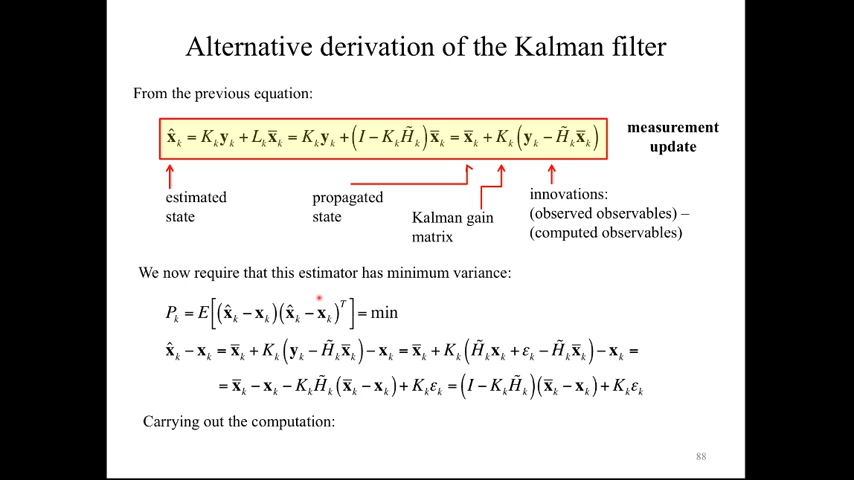 Alternative derivation of the Kalman filter
From the previous equation:
x̂ₖ = Kₖyₖ + Lₖx̄ₖ = Kₖyₖ + (I − KₖH̃ₖ)x̄ₖ = x̄ₖ + Kₖ(yₖ − H̃ₖx̄ₖ)
measurement
update
estimated
state
propagated
state
Kalman gain
matrix
innovations:
(observed observables) –
(computed observables)
We now require that this estimator has minimum variance:
Pₖ = E[(x̂ₖ − xₖ)(x̂ₖ − xₖ)ᵀ] = min
x̂ₖ − xₖ = x̄ₖ + Kₖ(yₖ − H̃ₖx̄ₖ) − xₖ = x̄ₖ + Kₖ(H̃ₖxₖ + εₖ − H̃ₖx̄ₖ) − xₖ =
= x̄ₖ − xₖ − KₖH̃ₖ(x̄ₖ − xₖ) + Kₖεₖ = (I − KₖH̃ₖ)(x̄ₖ − xₖ) + Kₖεₖ
Carrying out the computation:
88